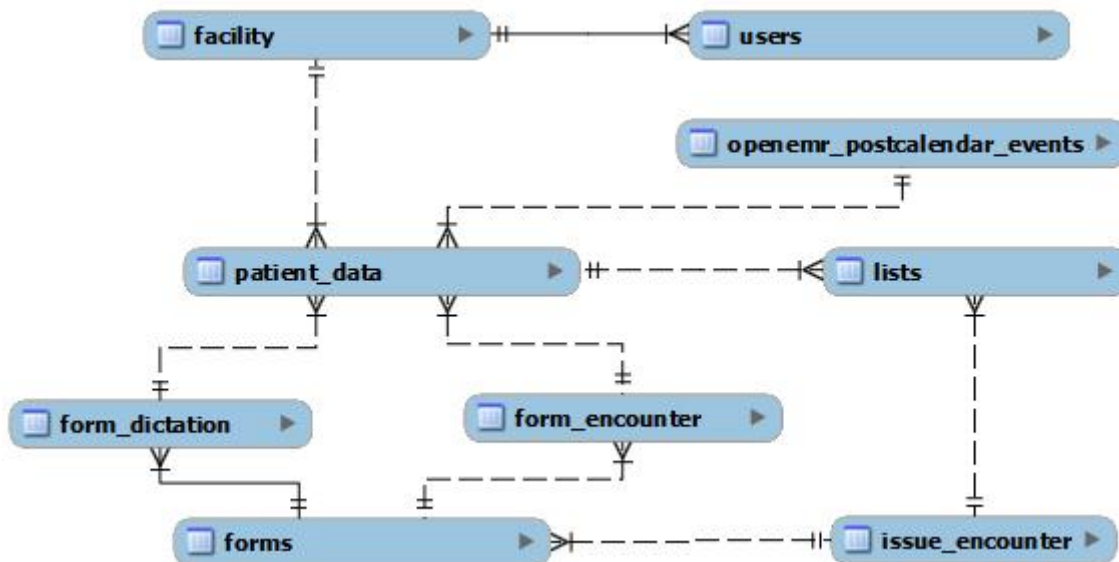 facility
users
openemr_postcalendar_events
patient_data
lists
form_dictation
form_encounter
forms
issue_encounter